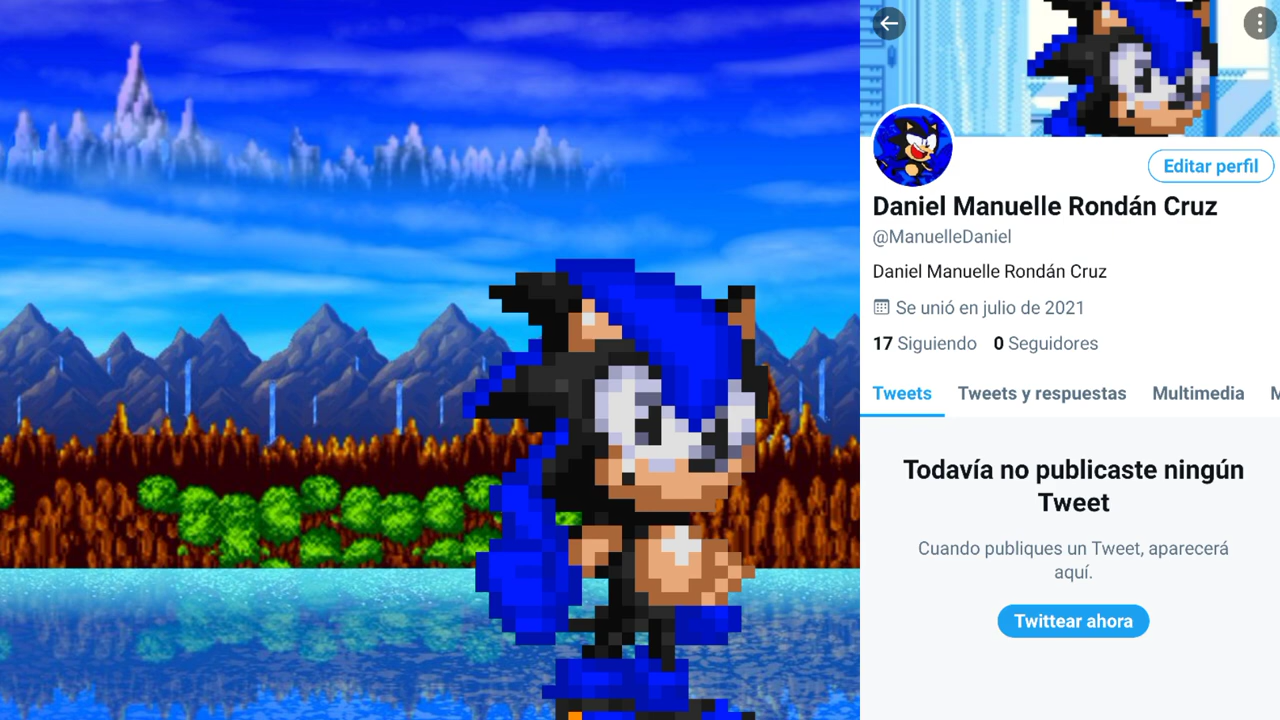 Editar perfil
Daniel Manuelle Rondán Cruz
@ManuelleDaniel
Daniel Manuelle Rondán Cruz
Se unió en julio de 2021
17 Siguiendo 0 Seguidores
Tweets Tweets y respuestas Multimedia M
Todavía no publicaste ningún
Tweet
Cuando publiques un Tweet, aparecerá
aquí.
Twittear ahora